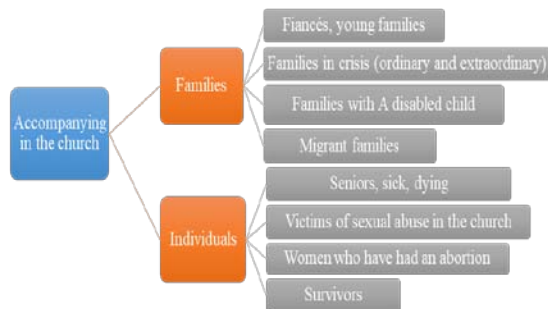 Accompanying
in the church
Families
Fiancés, young families
Families in crisis (ordinary and extraordinary)
Families with A disabled child
Migrant families
Individuals
Seniors, sick, dying
Victims of sexual abuse in the church
Women who have had an abortion
Survivors